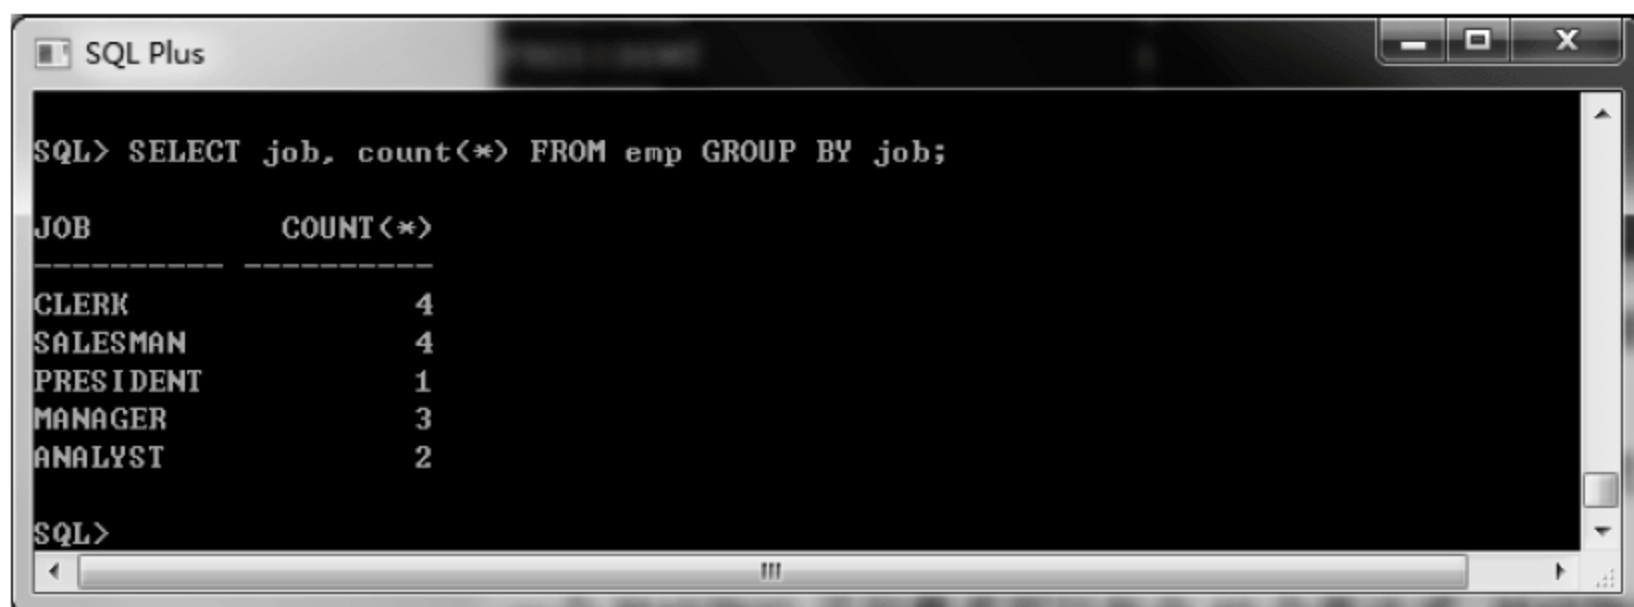 SQL Plus
SQL> SELECT job, count(*) FROM emp GROUP BY job;
JOB COUNT(*)
---------- ----------
CLERK 4
SALESMAN 4
PRESIDENT 1
MANAGER 3
ANALYST 2
SQL>